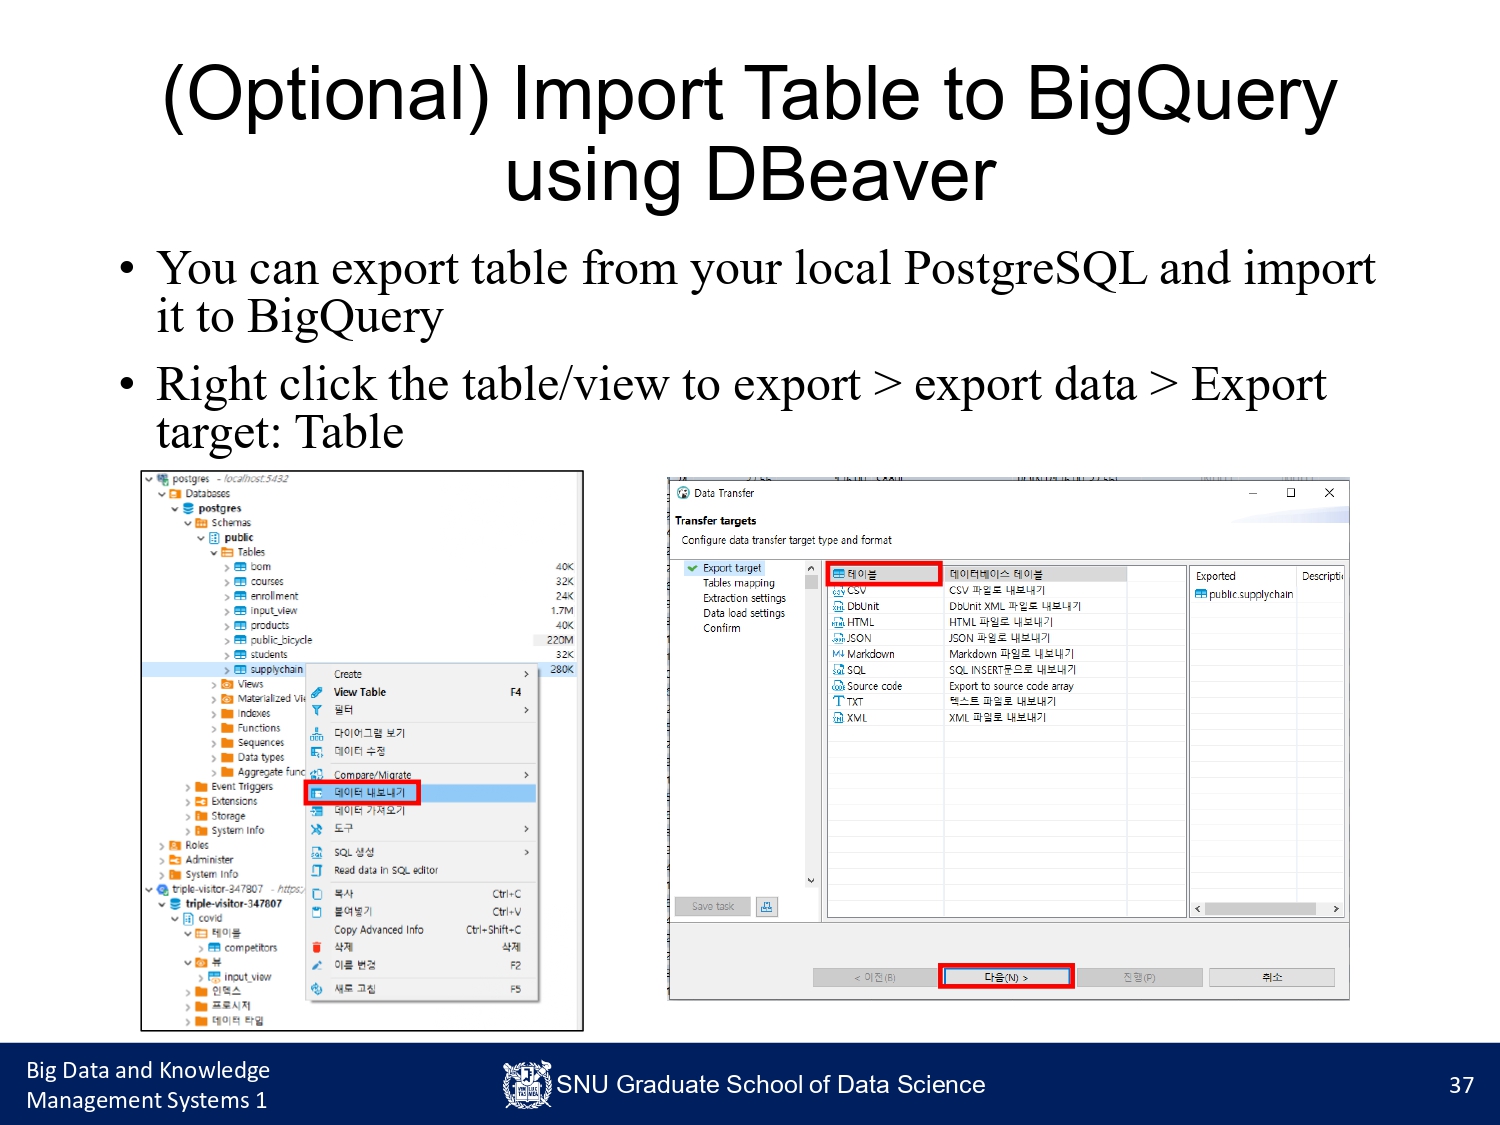 (Optional) Import Table to BigQuery
using DBeaver
• You can export table from your local PostgreSQL and import
it to BigQuery
• Right click the table/view to export > export data > Export
target: Table
postgres - localhost:5432
Databases
postgres
Schemas
public
Tables
bom 40K
courses 32K
enrollment 24K
input_view 1.7M
products 40K
public_bicycle 220M
students 32K
supplychain 280K
Views
Materialized Vie
Indexes
Functions
Sequences
Data types
Aggregate func
Event Triggers
Extensions
Storage
System Info
Roles
Administer
System Info
triple-visitor-347807 - https:/
triple-visitor-347807
covid
테이블
competitors
뷰
input_view
인덱스
프로시저
데이터 타입
Create
View Table F4
필터
다이어그램 보기
데이터 수정
Compare/Migrate
데이터 내보내기
데이터 가져오기
도구
SQL 생성
Read data in SQL editor
복사 Ctrl+C
붙여넣기 Ctrl+V
Copy Advanced Info Ctrl+Shift+C
삭제 삭제
이름 변경 F2
새로 고침 F5
Data Transfer
Transfer targets
Configure data transfer target type and format
Export target
Tables mapping
Extraction settings
Data load settings
Confirm
테이블 데이터베이스 테이블
CSV CSV 파일로 내보내기
DbUnit DbUnit XML 파일로 내보내기
HTML HTML 파일로 내보내기
JSON JSON 파일로 내보내기
Markdown Markdown 파일로 내보내기
SQL SQL INSERT문으로 내보내기
Source code Export to source code array
TXT 텍스트 파일로 내보내기
XML XML 파일로 내보내기
Exported Descripti
public.supplychain
Save task
< 이전(B) 다음(N) > 진행(P) 취소
Big Data and Knowledge
Management Systems 1
SNU Graduate School of Data Science
37